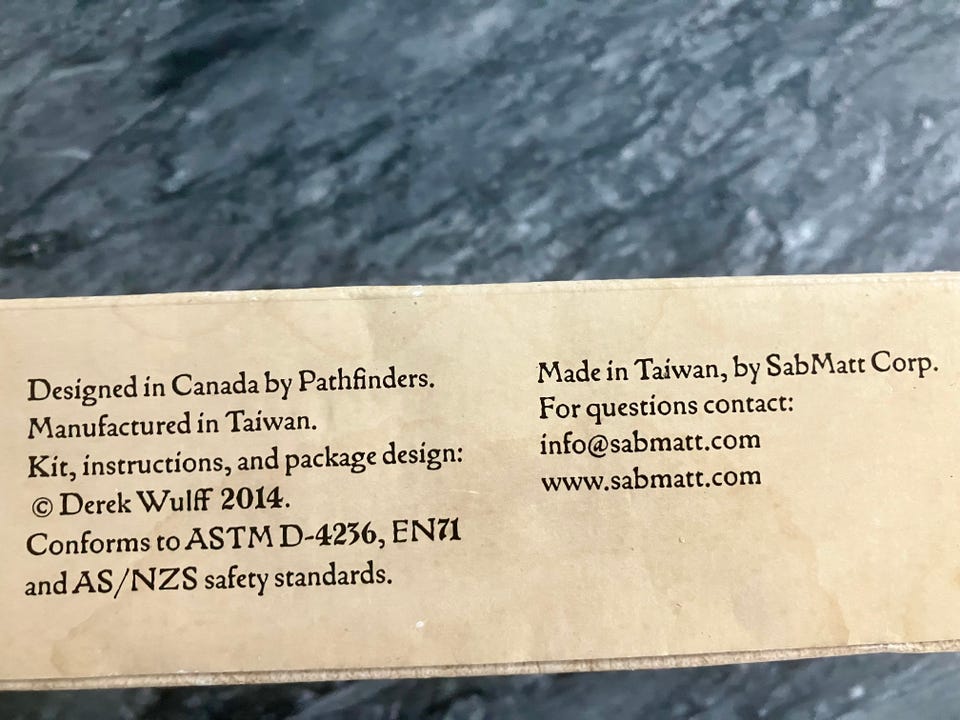 Designed in Canada by Pathfinders.
Manufactured in Taiwan.
Kit, instructions, and package design:
© Derek Wulff 2014.
Conforms to ASTM D-4236, EN71
and AS/NZS safety standards.
Made in Taiwan, by SabMatt Corp.
For questions contact:
info@sabmatt.com
www.sabmatt.com